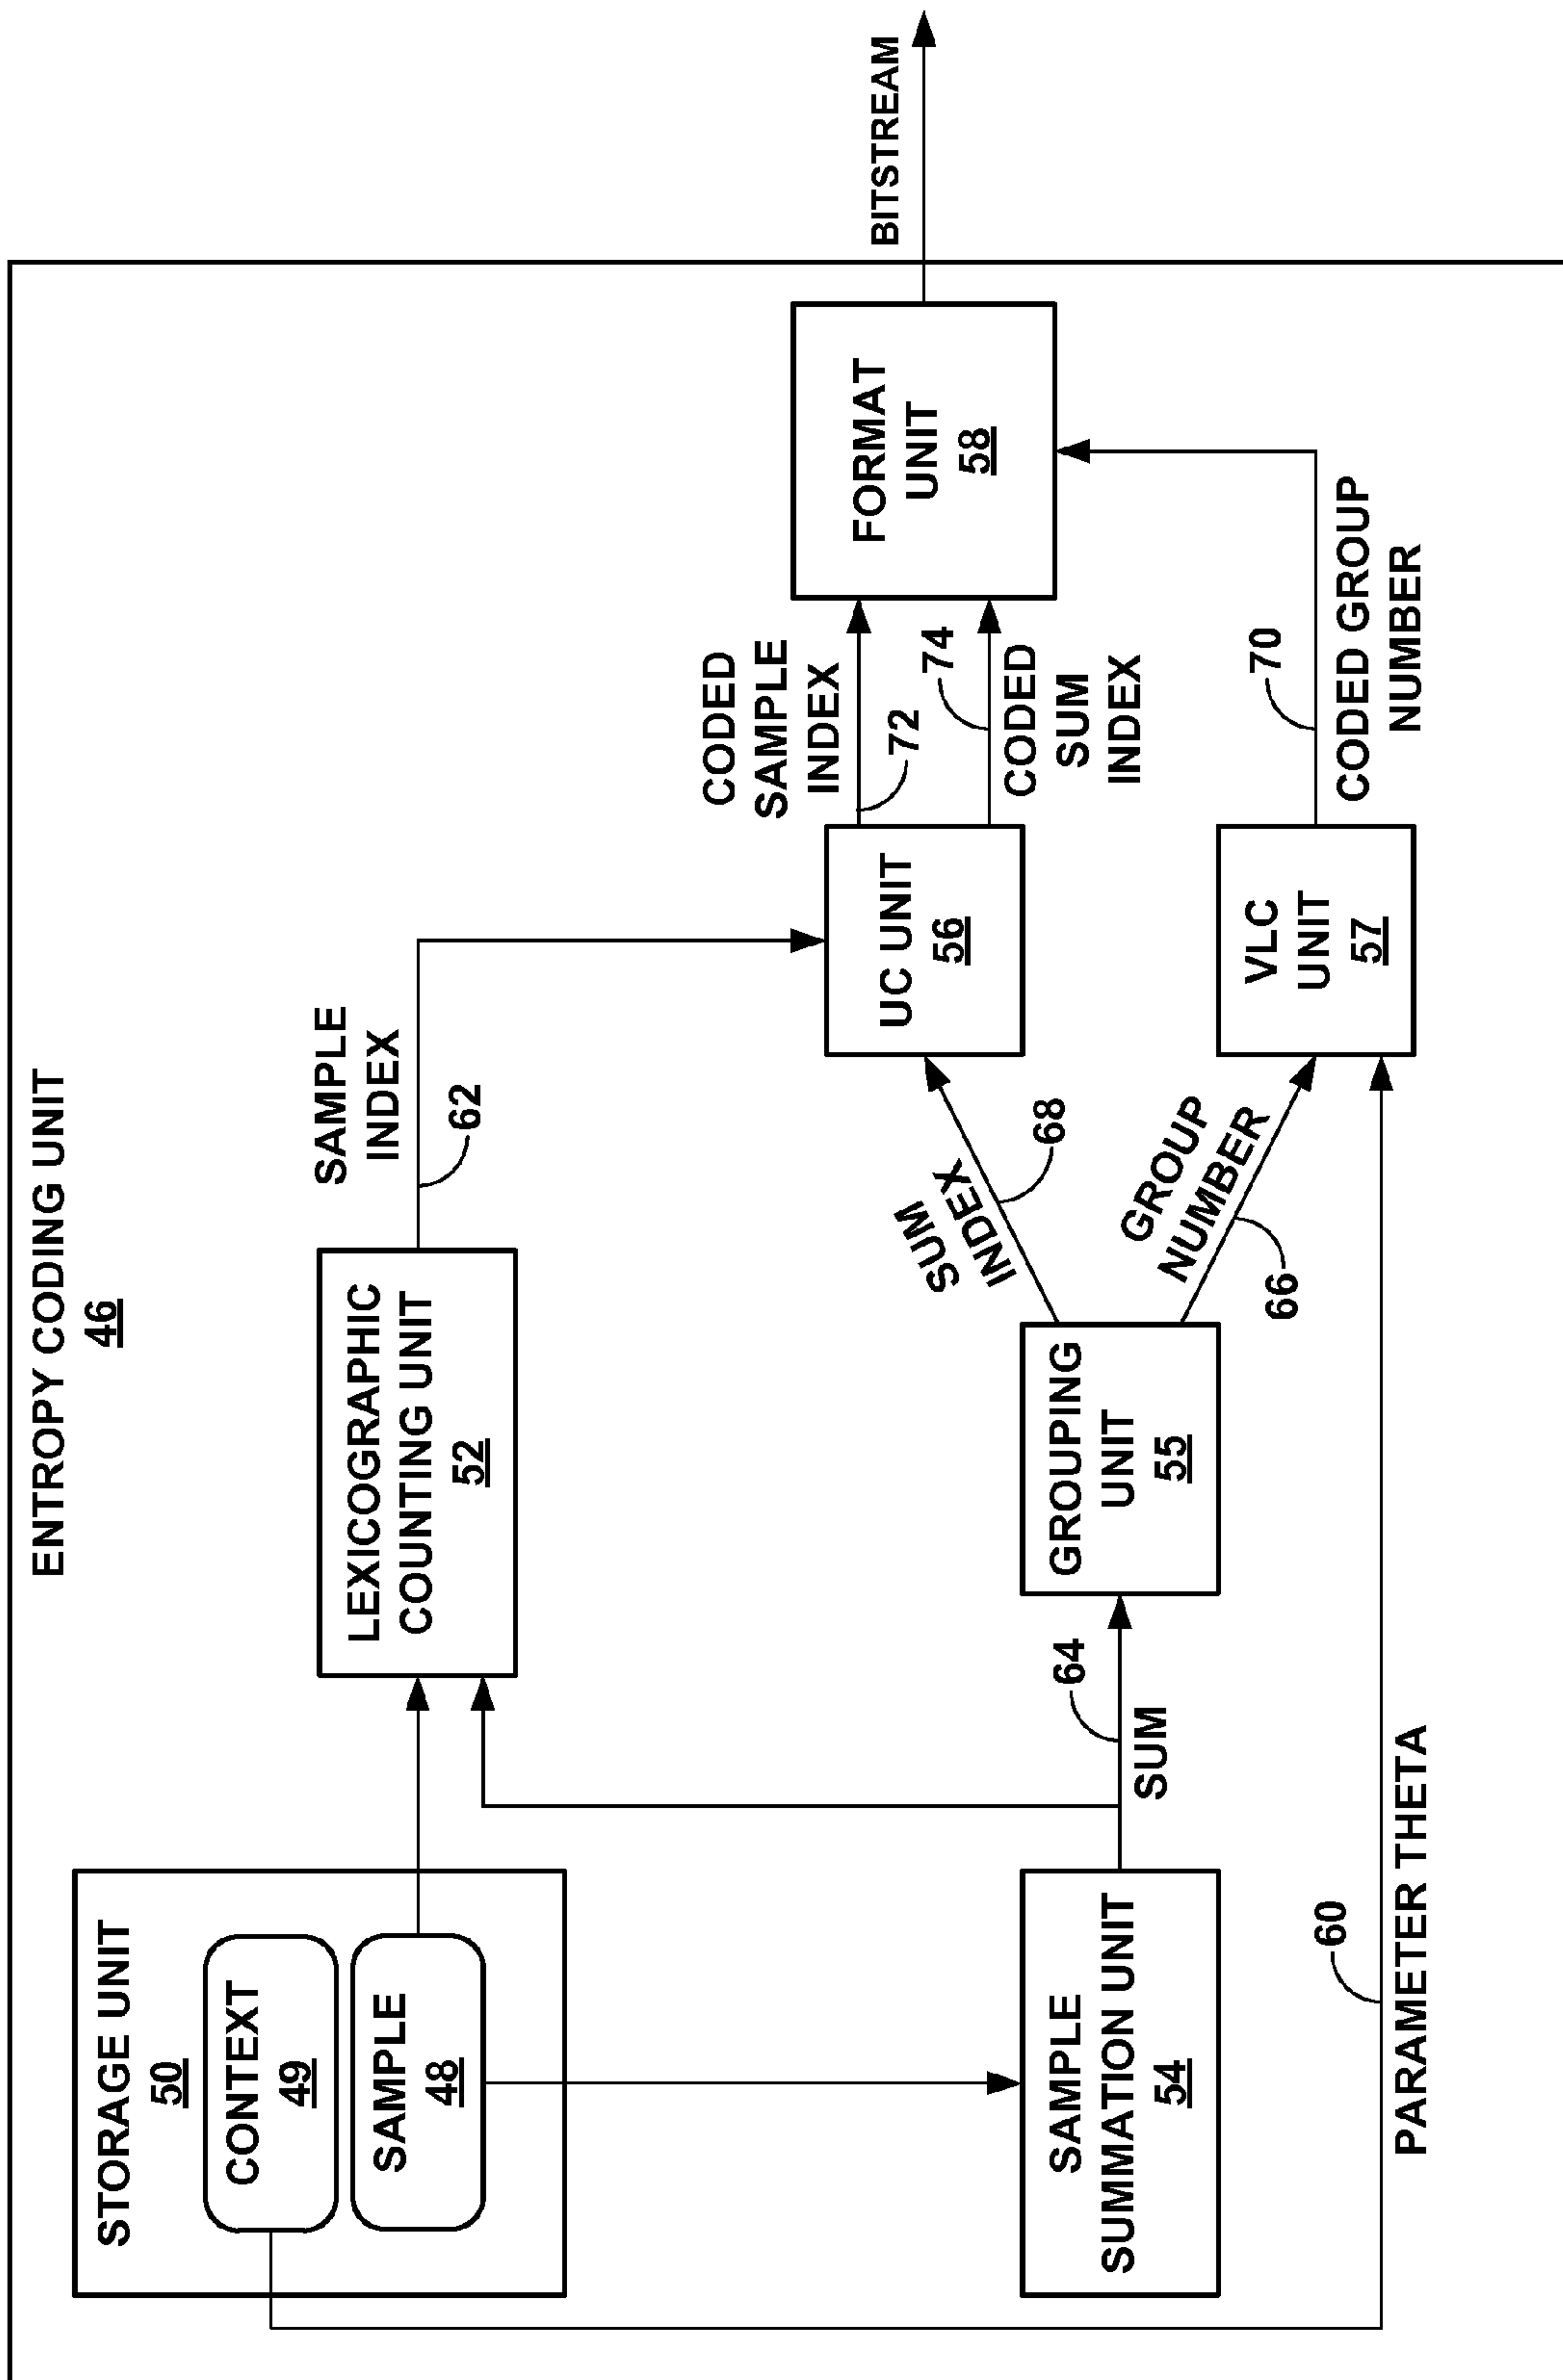 ENTROPY CODING UNIT
46
STORAGE UNIT
50
CONTEXT
49
SAMPLE
48
LEXICOGRAPHIC
COUNTING UNIT
52
SAMPLE
INDEX
62
SAMPLE
SUMMATION UNIT
54
64
SUM
GROUPING
UNIT
55
SUM
INDEX
68
GROUP
NUMBER
66
UC UNIT
56
VLC
UNIT
57
CODED
SAMPLE
INDEX
72
74
CODED
SUM
INDEX
70
CODED GROUP
NUMBER
FORMAT
UNIT
58
BITSTREAM
60
PARAMETER THETA